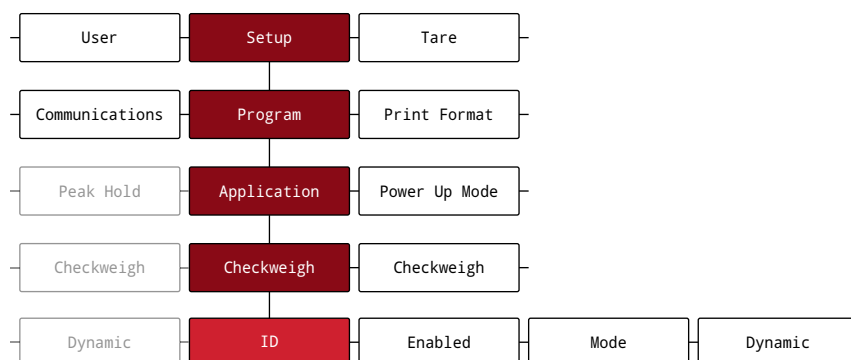 User Setup Tare
Communications Program Print Format
Peak Hold Application Power Up Mode
Checkweigh Checkweigh Checkweigh
Dynamic ID Enabled Mode Dynamic